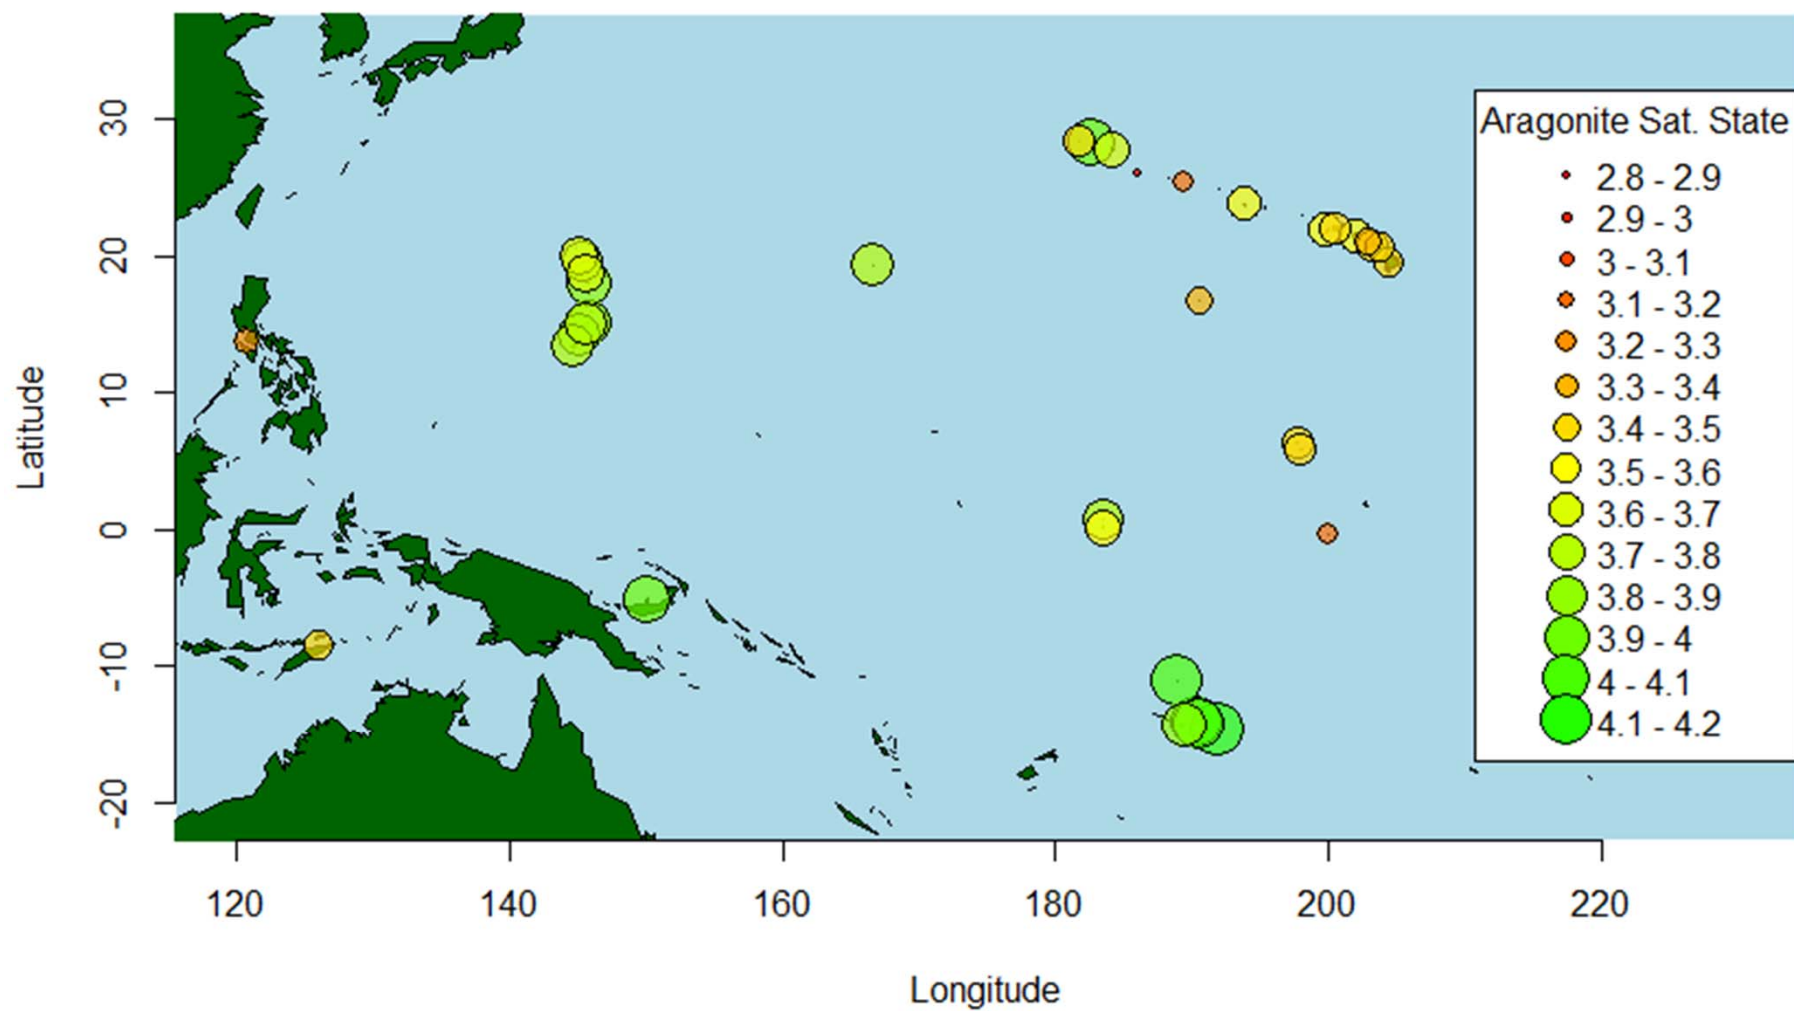 Aragonite Sat. State
2.8 - 2.9
2.9 - 3
3 - 3.1
3.1 - 3.2
3.2 - 3.3
3.3 - 3.4
3.4 - 3.5
3.5 - 3.6
3.6 - 3.7
3.7 - 3.8
3.8 - 3.9
3.9 - 4
4 - 4.1
4.1 - 4.2
Latitude
30
20
10
0
-10
-20
120 140 160 180 200 220
Longitude